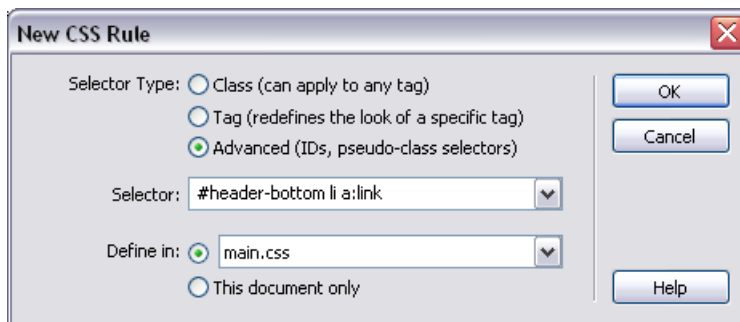 New CSS Rule
Selector Type: Class (can apply to any tag)
Tag (redefines the look of a specific tag)
Advanced (IDs, pseudo-class selectors)
Selector: #header-bottom li a:link
Define in: main.css
This document only
OK
Cancel
Help